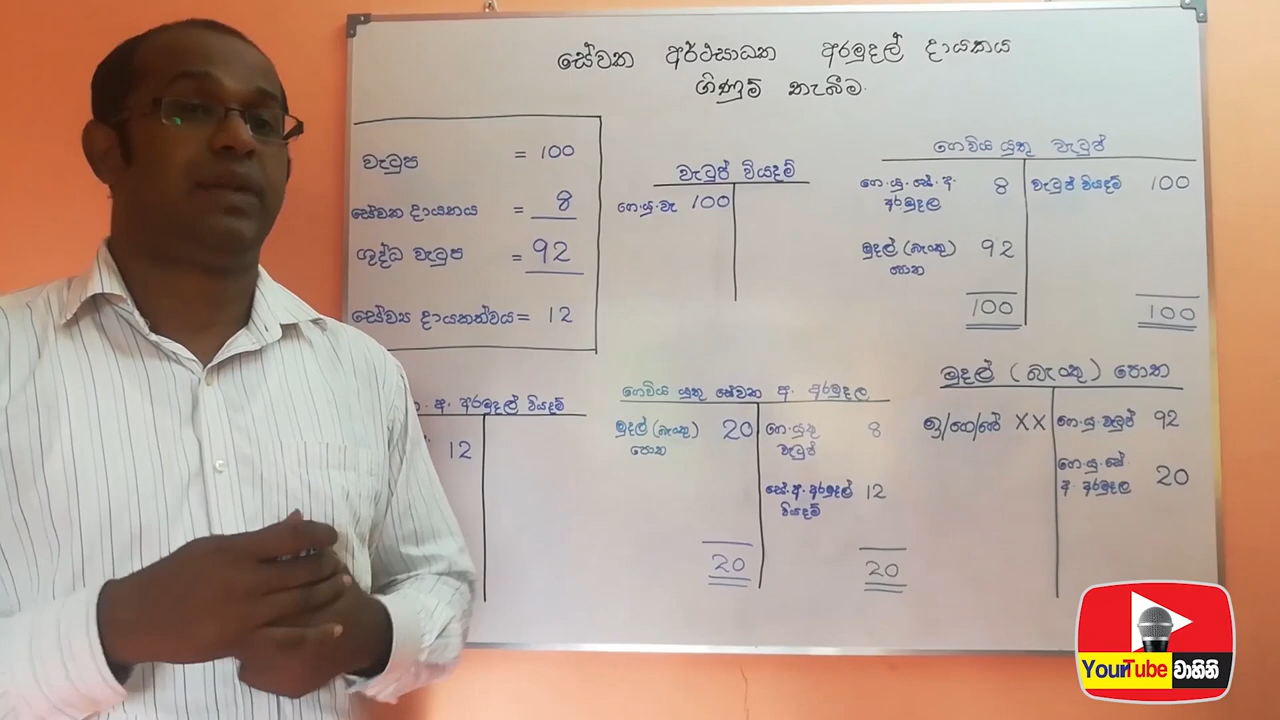 සේවක අර්ථසාධක අරමුදල් දායකය
ගිණුම් තැබීම.
වැටුප = 100
සේවක දායකය = 8
ශුද්ධ වැටුප = 92
සේව්‍ය දායකත්වය = 12
වැටුප් වියදම්
ගෙ.යු.වැ 100
ගෙවිය යුතු වැටුප්
ගෙ.යු.සේ.අ. 8 වැටුප් වියදම් 100
අරමුදල
මුදල් (බැංකු) 92
පොත
100 100
අ. අරමුදල් වියදම්
12
ගෙවිය යුතු සේවක අ. අරමුදල
මුදල් (බැංකු) 20 ගෙ.යුතු 8
පොත වැටුප්
සේ.අ. අරමුදල් 12
වියදම්
20 20
මුදල් (බැංකු) පොත
ඉ/ගෙ/සේ XX ගෙ.යු.වැටුප් 92
ගෙ.යු.සේ.
අ. අරමුදල 20
YournTube වාහිනි